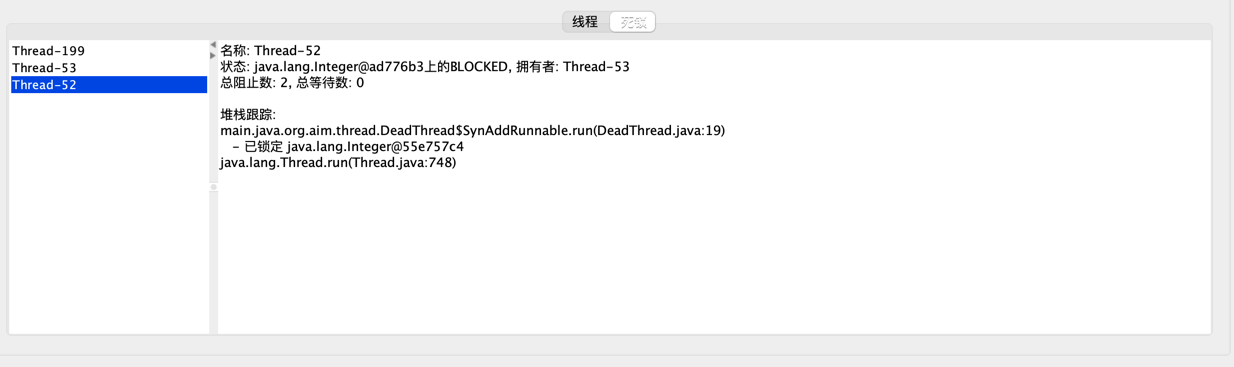 线程 死锁
Thread-199
Thread-53
Thread-52
名称: Thread-52
状态: java.lang.Integer@ad776b3上的BLOCKED, 拥有者: Thread-53
总阻止数: 2, 总等待数: 0
堆栈跟踪:
main.java.org.aim.thread.DeadThread$SynAddRunnable.run(DeadThread.java:19)
- 已锁定 java.lang.Integer@55e757c4
java.lang.Thread.run(Thread.java:748)